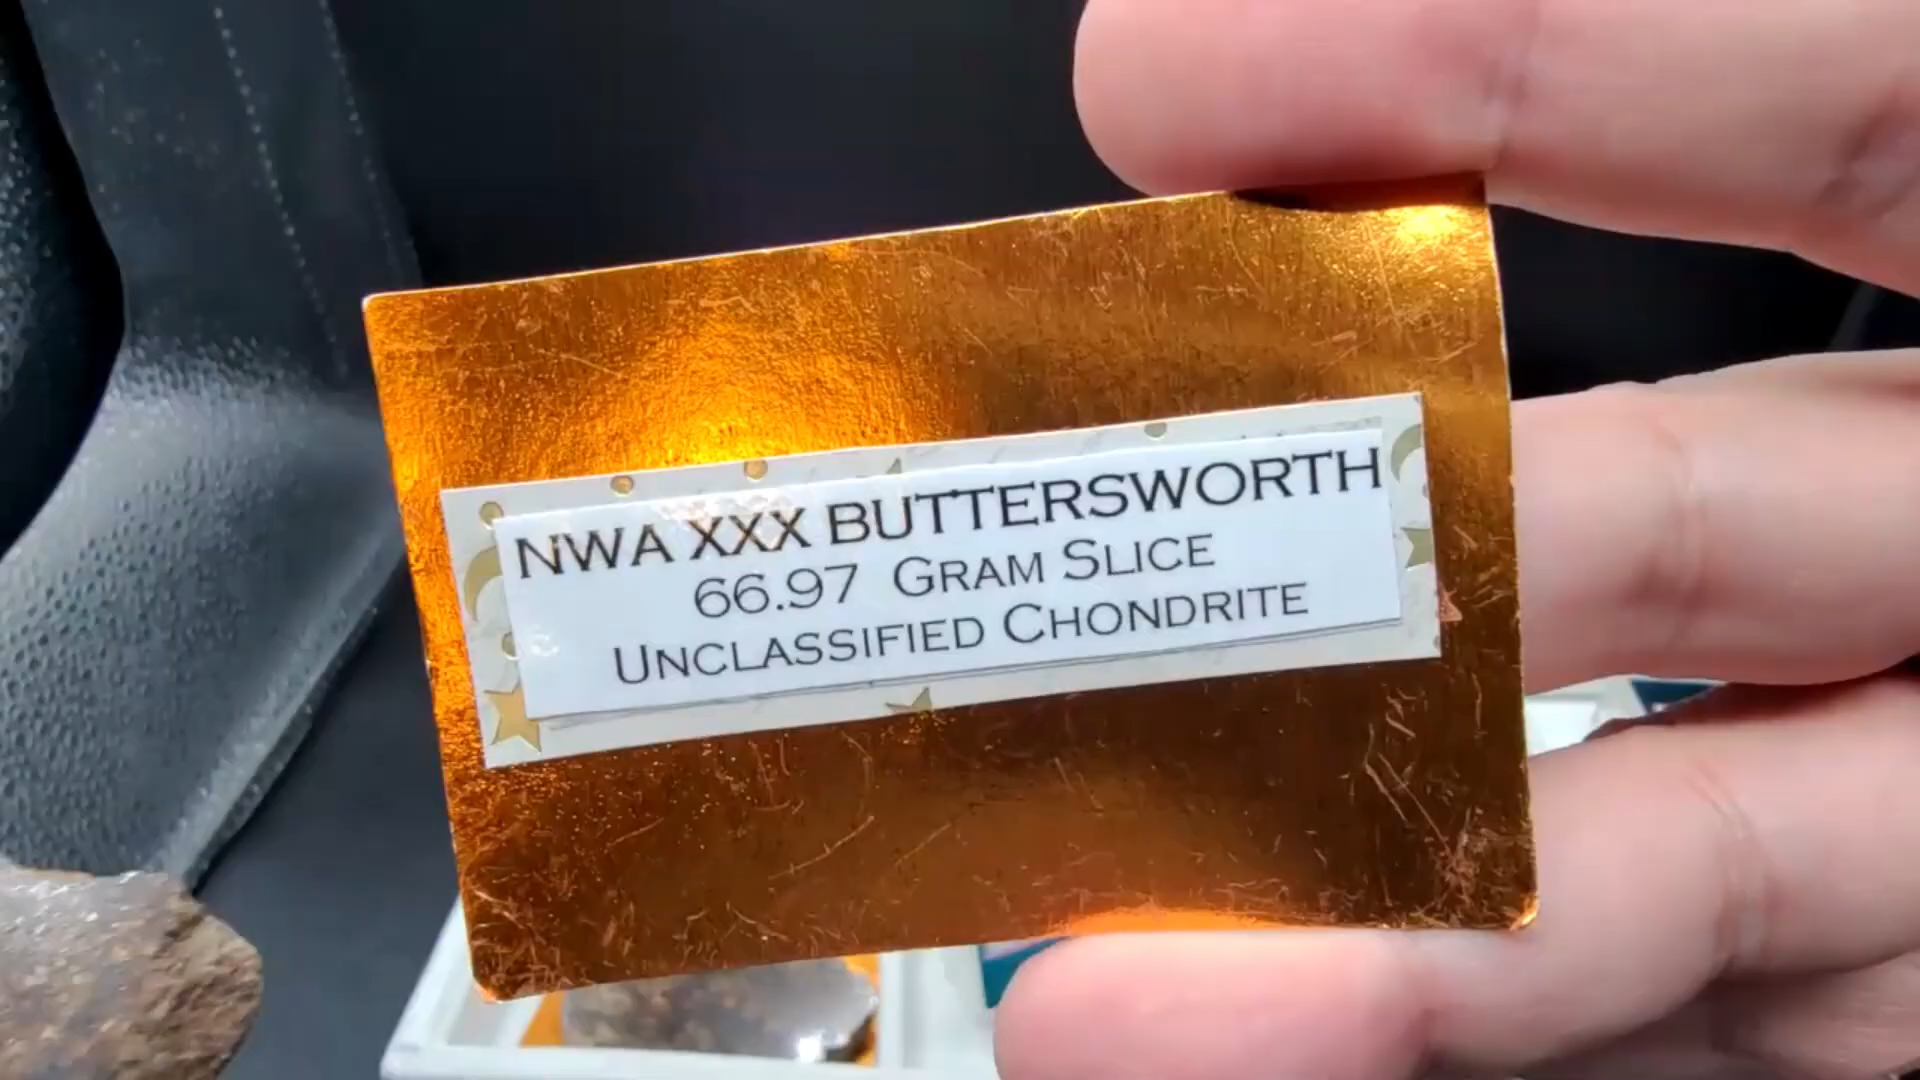 NWA XXX BUTTERSWORTH
66.97 GRAM SLICE
UNCLASSIFIED CHONDRITE